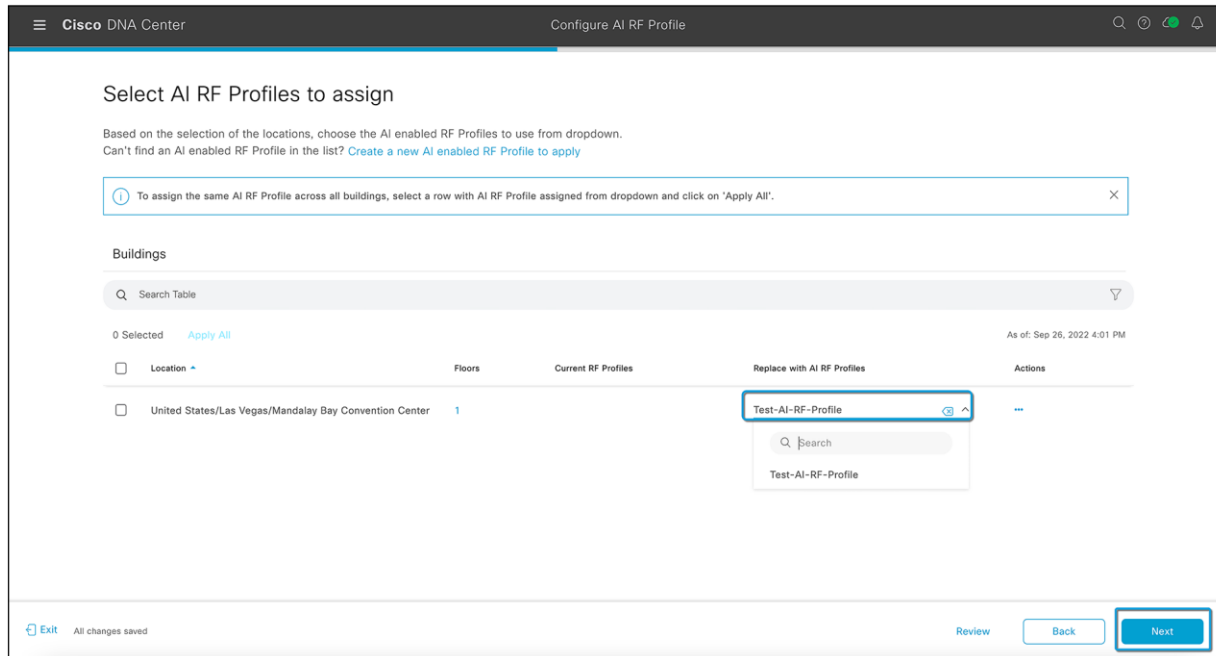 Cisco DNA Center
Configure AI RF Profile
Select AI RF Profiles to assign
Based on the selection of the locations, choose the AI enabled RF Profiles to use from dropdown.
Can't find an AI enabled RF Profile in the list? Create a new AI enabled RF Profile to apply
To assign the same AI RF Profile across all buildings, select a row with AI RF Profile assigned from dropdown and click on 'Apply All'.
Buildings
Search Table
0 Selected Apply All As of: Sep 26, 2022 4:01 PM
Location Floors Current RF Profiles Replace with AI RF Profiles Actions
United States/Las Vegas/Mandalay Bay Convention Center 1 Test-AI-RF-Profile
Search
Test-AI-RF-Profile
Exit All changes saved Review Back Next